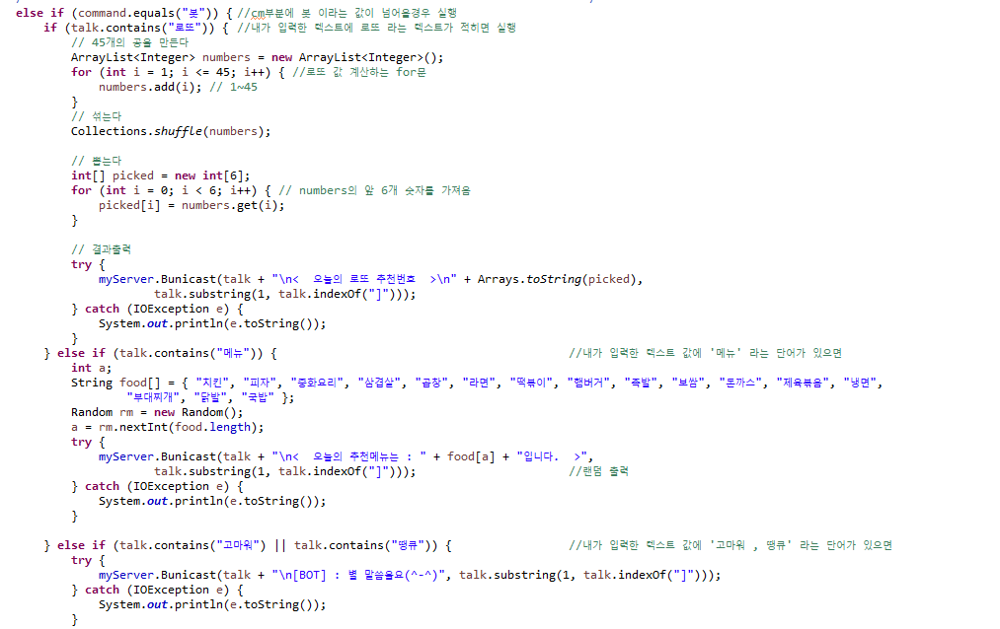 else if (command.equals("봇")) { //cm부분에 봇 이라는 값이 넘어올경우 실행
if (talk.contains("로또")) { //내가 입력한 텍스트에 로또 라는 텍스트가 적히면 실행
// 45개의 공을 만든다
ArrayList<Integer> numbers = new ArrayList<Integer>();
for (int i = 1; i <= 45; i++) { //로또 값 계산하는 for문
numbers.add(i); // 1~45
}
// 섞는다
Collections.shuffle(numbers);
// 뽑는다
int[] picked = new int[6];
for (int i = 0; i < 6; i++) { // numbers의 앞 6개 숫자를 가져옴
picked[i] = numbers.get(i);
}
// 결과출력
try {
myServer.Bunicast(talk + "\n<  오늘의 로또 추천번호  >\n" + Arrays.toString(picked),
talk.substring(1, talk.indexOf("]")));
} catch (IOException e) {
System.out.println(e.toString());
}
} else if (talk.contains("메뉴")) { //내가 입력한 텍스트 값에 '메뉴' 라는 단어가 있으면
int a;
String food[] = { "치킨", "피자", "중화요리", "삼겹살", "곱창", "라면", "떡볶이", "햄버거", "족발", "보쌈", "돈까스", "제육볶음", "냉면",
"부대찌개", "닭발", "국밥" };
Random rm = new Random();
a = rm.nextInt(food.length);
try {
myServer.Bunicast(talk + "\n<  오늘의 추천메뉴는 : " + food[a] + "입니다.  >",
talk.substring(1, talk.indexOf("]"))); //랜덤 출력
} catch (IOException e) {
System.out.println(e.toString());
}
} else if (talk.contains("고마워") || talk.contains("땡큐")) { //내가 입력한 텍스트 값에 '고마워 , 땡큐' 라는 단어가 있으면
try {
myServer.Bunicast(talk + "\n[BOT] : 별 말씀을요(^-^)", talk.substring(1, talk.indexOf("]")));
} catch (IOException e) {
System.out.println(e.toString());
}